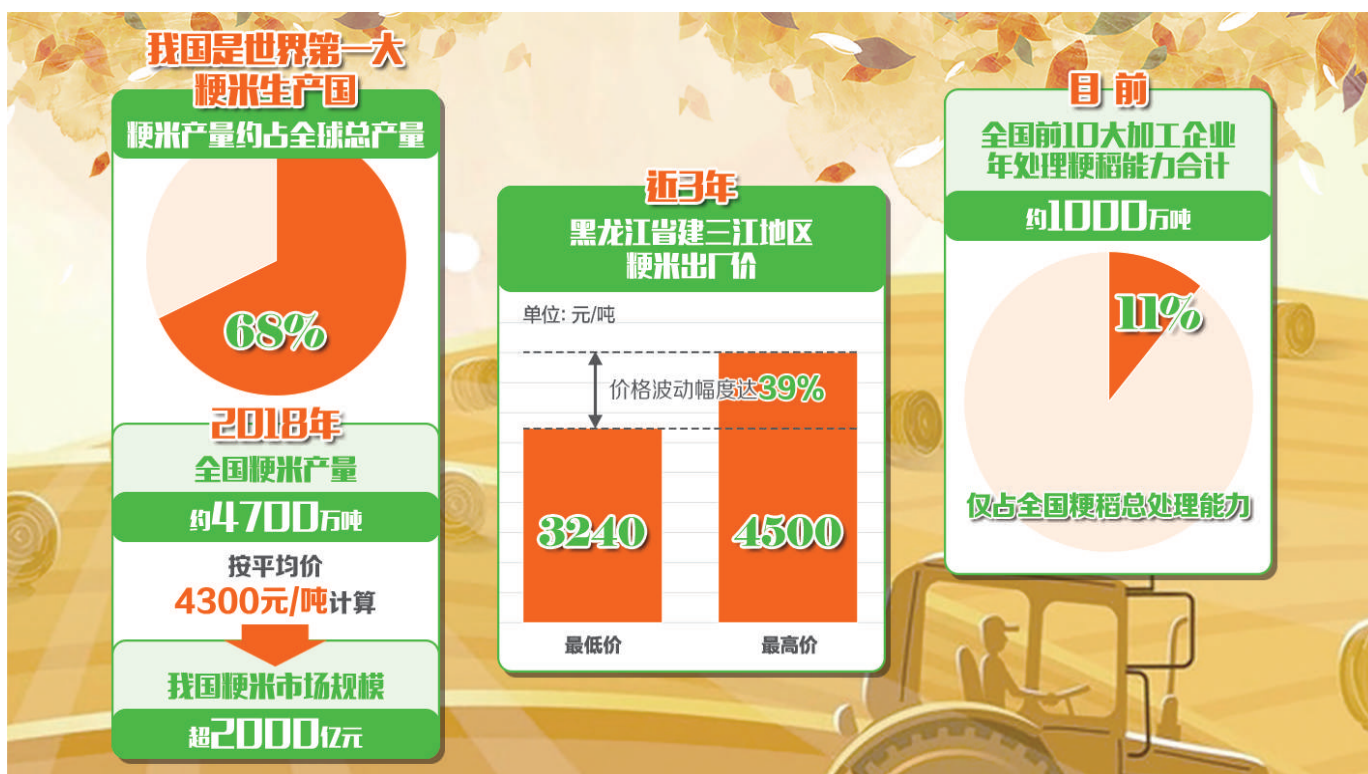 我国是世界第一大
粳米生产国
粳米产量约占全球总产量
68%
2018年
全国粳米产量
约4700万吨
按平均价
4300元/吨计算
我国粳米市场规模
超2000亿元
近3年
黑龙江省建三江地区
粳米出厂价
单位: 元/吨
价格波动幅度达39%
3240
4500
最低价
最高价
目前
全国前10大加工企业
年处理粳稻能力合计
约1000万吨
11%
仅占全国粳稻总处理能力